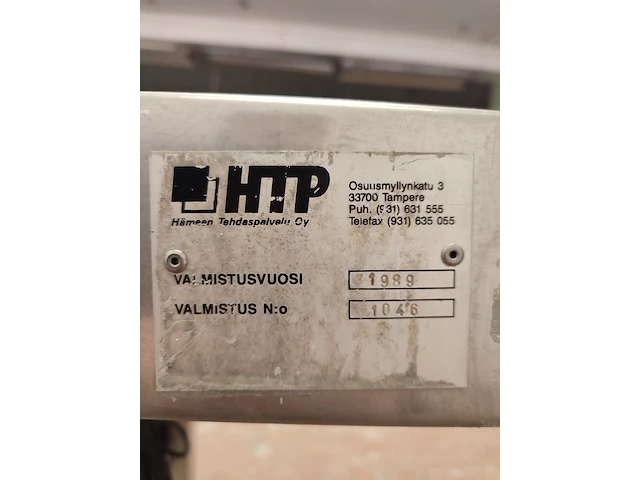 HTP
Hämeen Tehdaspalvelu Oy
Osuusmyllynkatu 3
33700 Tampere
Puh. (931) 631 555
Telefax (931) 635 055
VALMISTUSVUOSI 1989
VALMISTUS N:o 1046